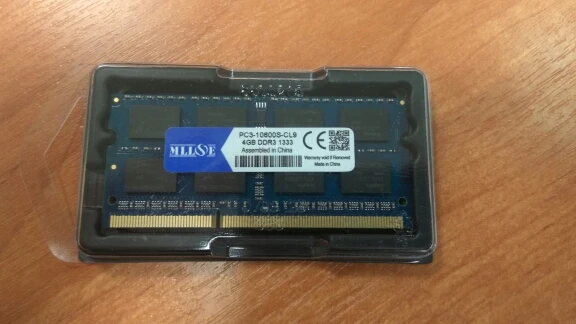 MLLSE
PC3-10600S-CL9
4GB DDR3 1333
Assembled in China
Warranty void if Removed
Made in China
CE